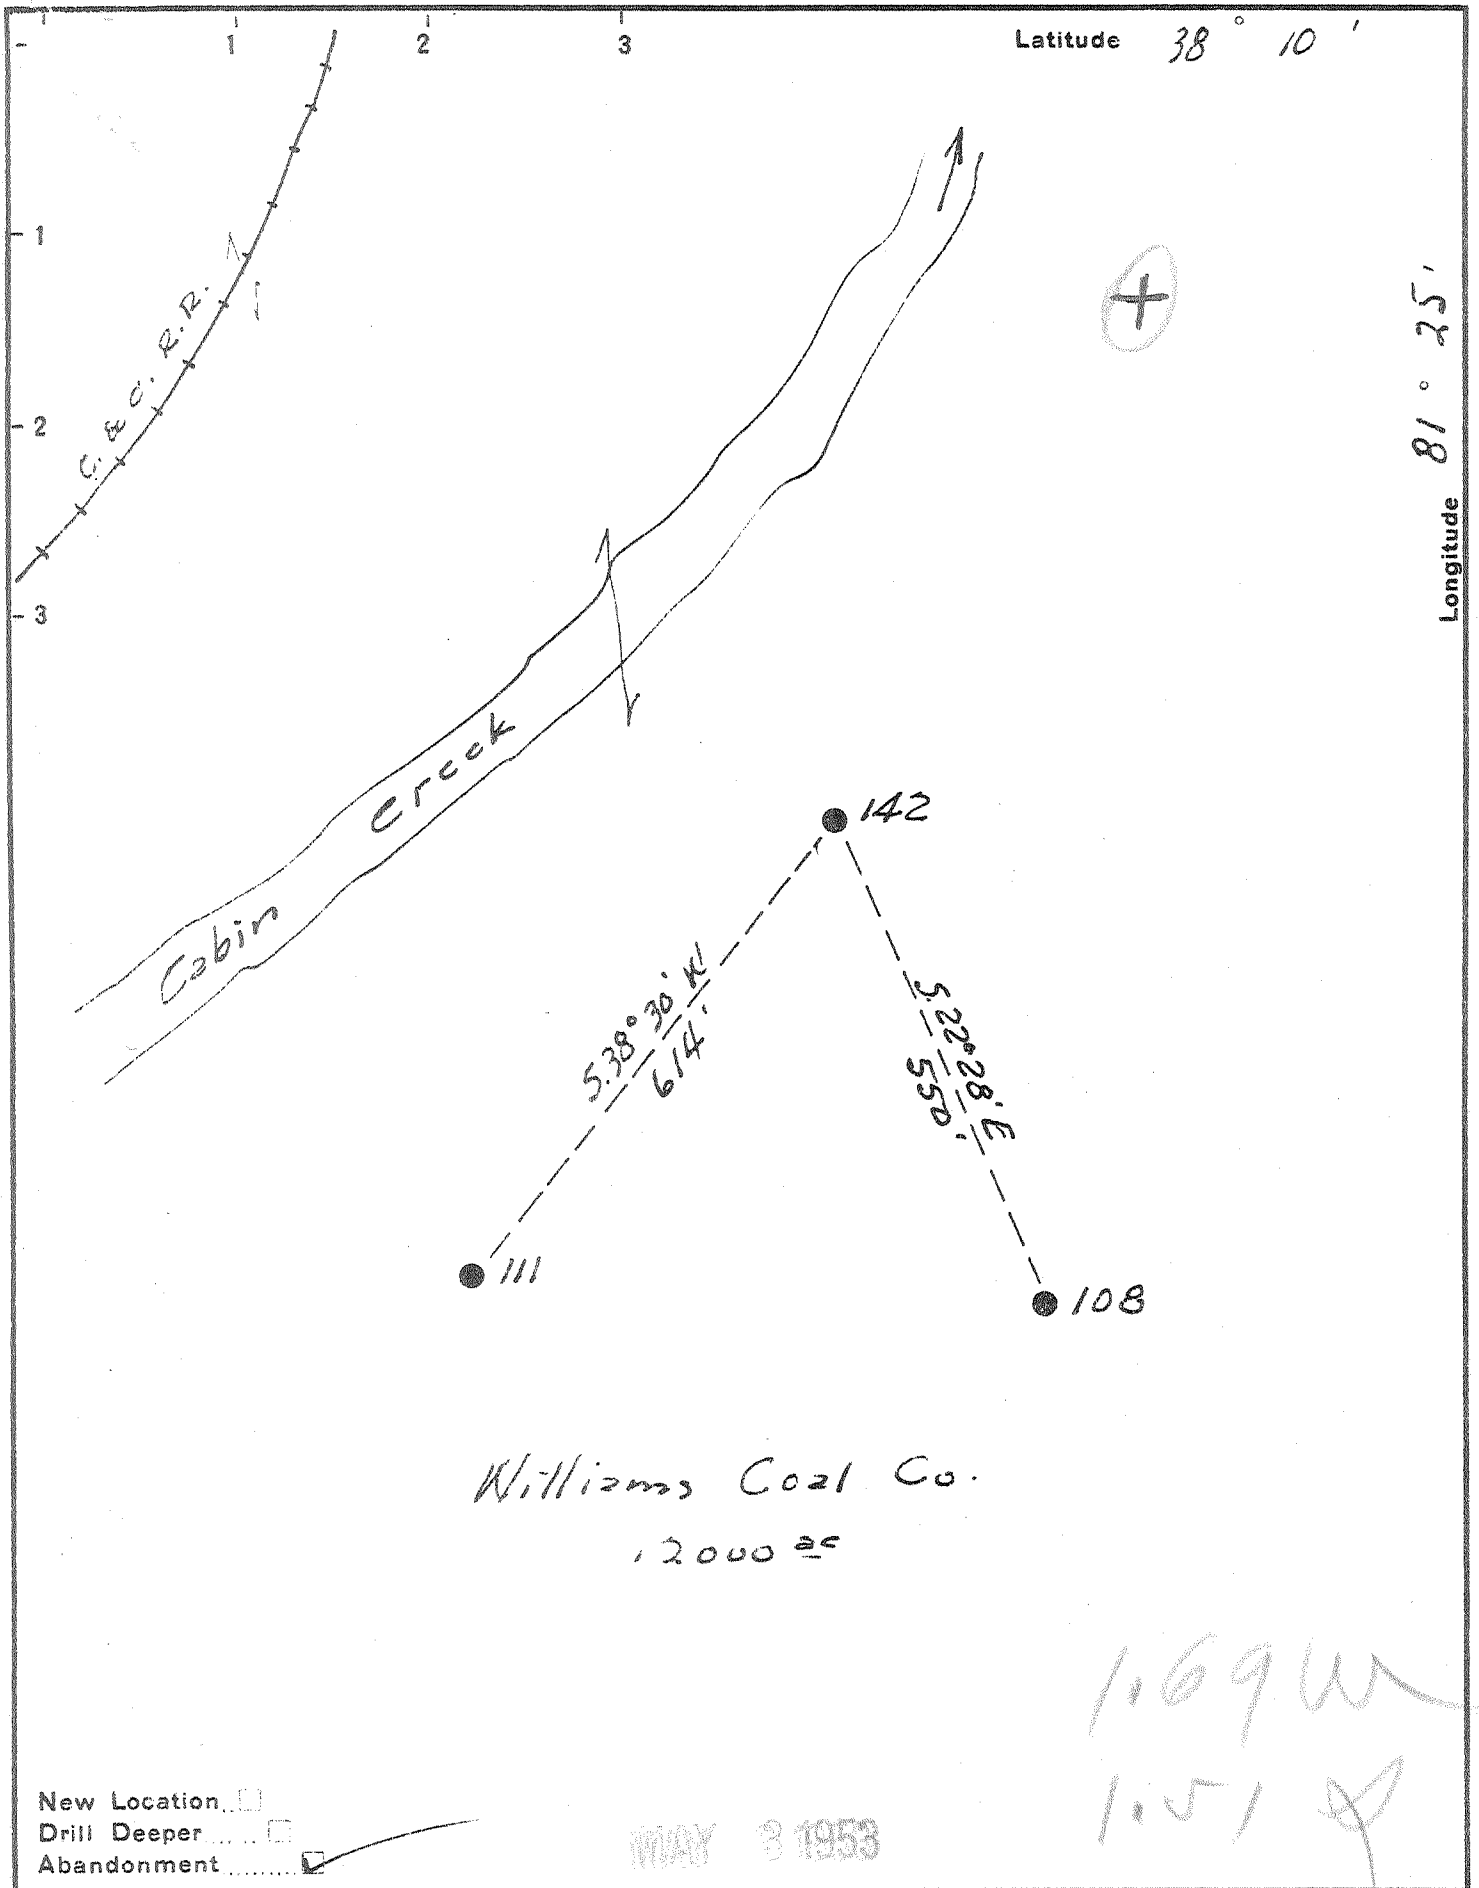 1 2 3
Latitude 38° 10'
1
2
3
Longitude 81° 25'
C. & O. R.R.
+
Cabin Creek
142
S.38° 30' W
614'
S.22° 28' E
550'
111
108
Williams Coal Co.
12000 ac
1.69 W
1.51 S
New Location
Drill Deeper
Abandonment
MAY 3 1953